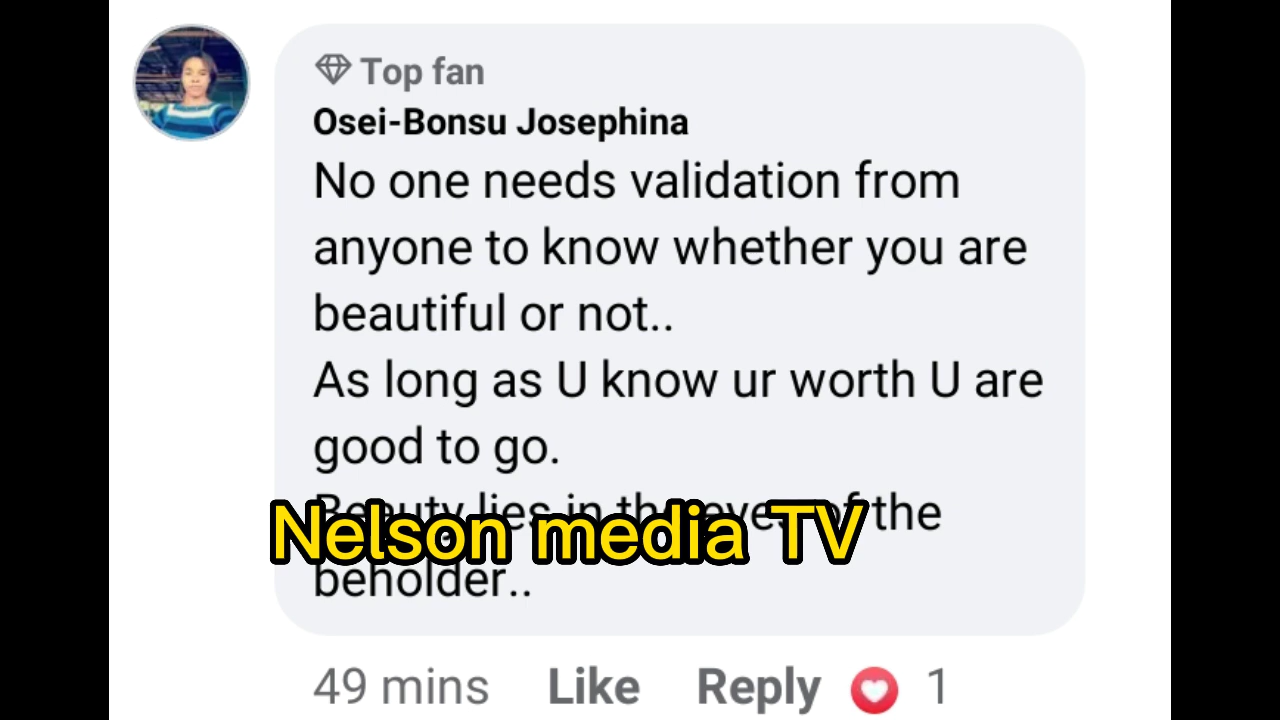 Top fan
Osei-Bonsu Josephina
No one needs validation from
anyone to know whether you are
beautiful or not..
As long as U know ur worth U are
good to go.
Beauty lies in the eyes of the
Nelson media TV
beholder..
49 mins Like Reply 1